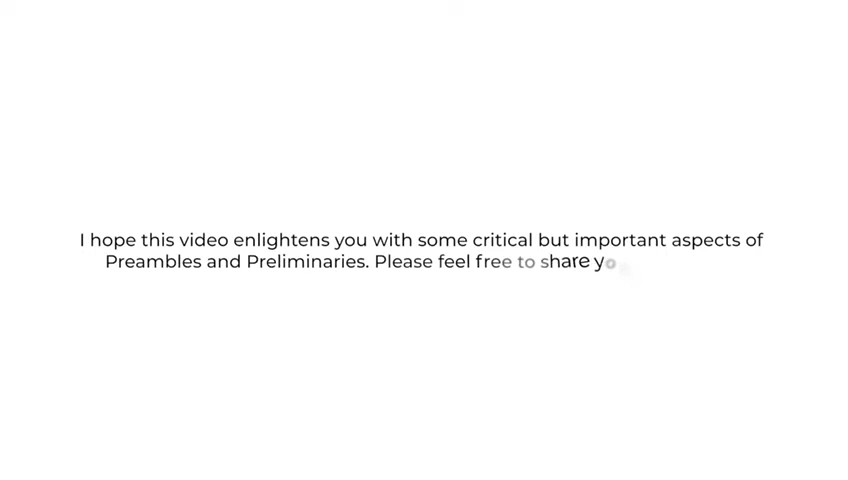 I hope this video enlightens you with some critical but important aspects of
Preambles and Preliminaries. Please feel free to share